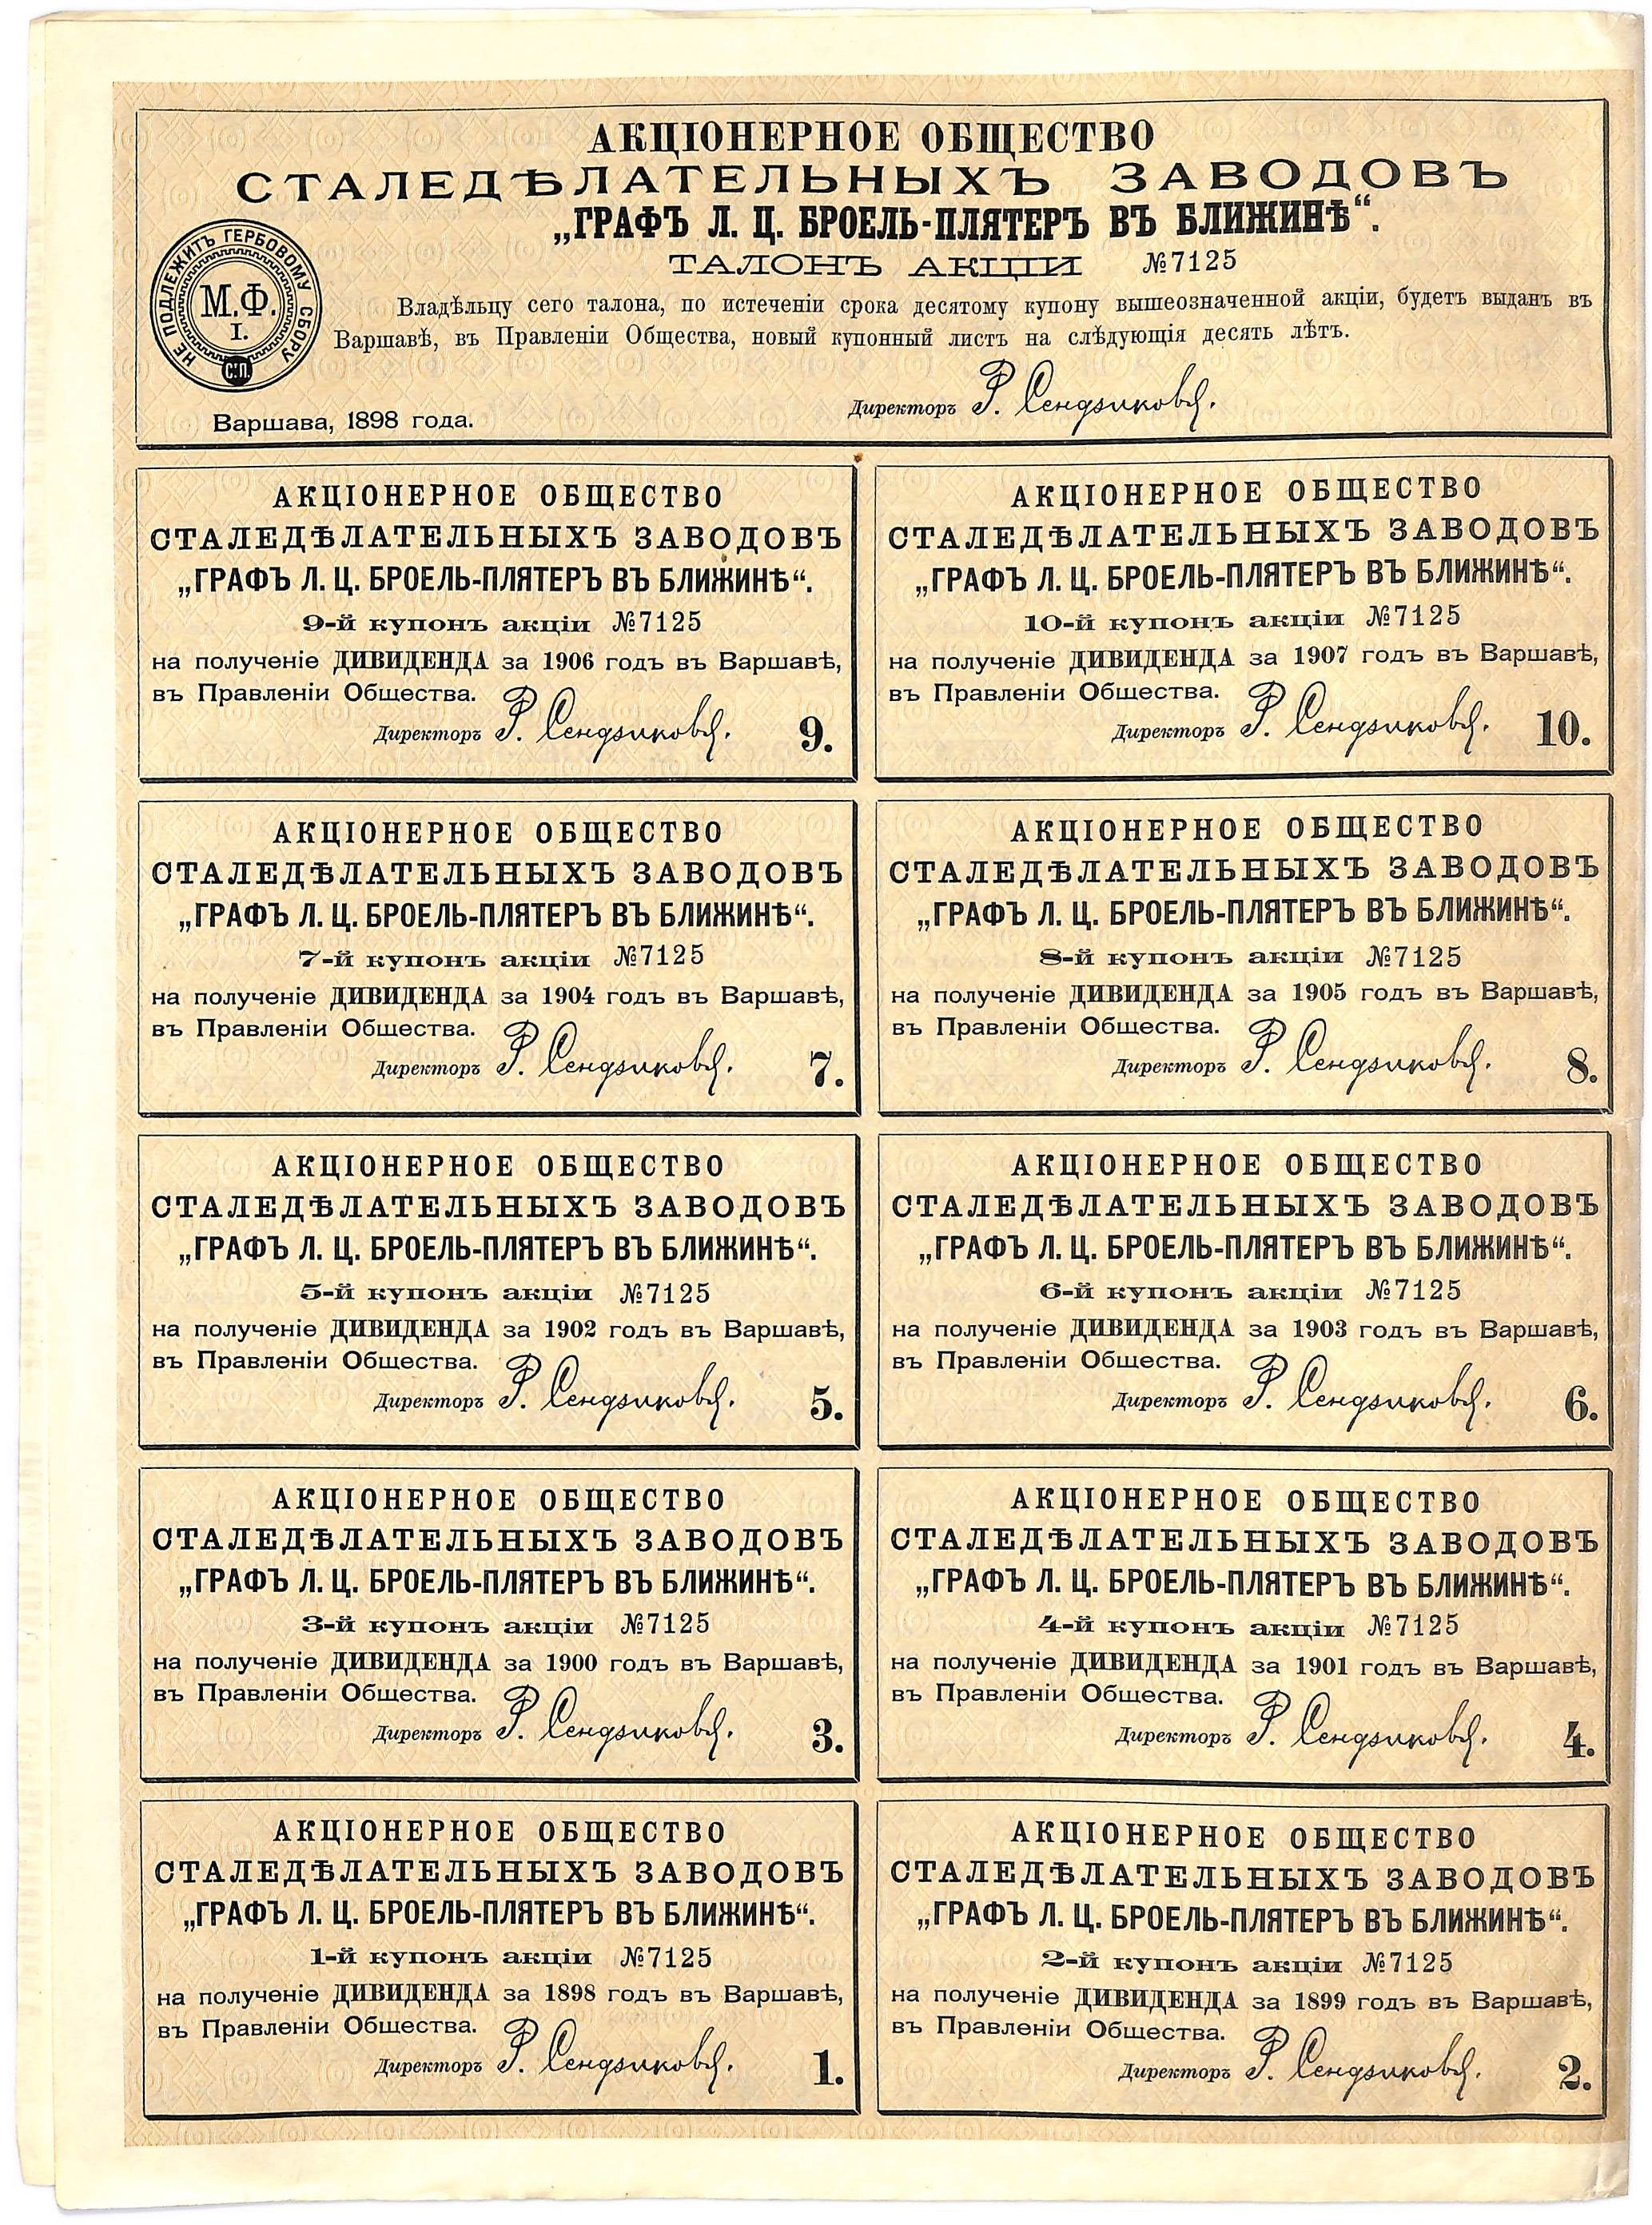 АКЦІОНЕРНОЕ ОБЩЕСТВО
СТАЛЕДѢЛАТЕЛЬНЫХЪ ЗАВОДОВЪ
„ГРАФЪ Л. Ц. БРОЕЛЬ-ПЛЯТЕРЪ ВЪ БЛИЖИНѢ“.
ТАЛОНЪ АКЦІИ №7125
НЕ ПОДЛЕЖИТЪ ГЕРБОВОМУ СБОРУ
М.Ф.
I.
С.П.
Владѣльцу сего талона, по истеченіи срока десятому купону вышеозначенной акціи, будетъ выданъ въ
Варшавѣ, въ Правленіи Общества, новый купонный листъ на слѣдующія десять лѣтъ.
Директоръ Р. Сендзиковскій.
Варшава, 1898 года.
АКЦІОНЕРНОЕ ОБЩЕСТВО
СТАЛЕДѢЛАТЕЛЬНЫХЪ ЗАВОДОВЪ
„ГРАФЪ Л. Ц. БРОЕЛЬ-ПЛЯТЕРЪ ВЪ БЛИЖИНѢ“.
9-й купонъ акціи №7125
на полученіе ДИВИДЕНДА за 1906 годъ въ Варшавѣ,
въ Правленіи Общества.
Директоръ Р. Сендзиковскій. 9.
АКЦІОНЕРНОЕ ОБЩЕСТВО
СТАЛЕДѢЛАТЕЛЬНЫХЪ ЗАВОДОВЪ
„ГРАФЪ Л. Ц. БРОЕЛЬ-ПЛЯТЕРЪ ВЪ БЛИЖИНѢ“.
10-й купонъ акціи №7125
на полученіе ДИВИДЕНДА за 1907 годъ въ Варшавѣ,
въ Правленіи Общества.
Директоръ Р. Сендзиковскій. 10.
АКЦІОНЕРНОЕ ОБЩЕСТВО
СТАЛЕДѢЛАТЕЛЬНЫХЪ ЗАВОДОВЪ
„ГРАФЪ Л. Ц. БРОЕЛЬ-ПЛЯТЕРЪ ВЪ БЛИЖИНѢ“.
7-й купонъ акціи №7125
на полученіе ДИВИДЕНДА за 1904 годъ въ Варшавѣ,
въ Правленіи Общества.
Директоръ Р. Сендзиковскій. 7.
АКЦІОНЕРНОЕ ОБЩЕСТВО
СТАЛЕДѢЛАТЕЛЬНЫХЪ ЗАВОДОВЪ
„ГРАФЪ Л. Ц. БРОЕЛЬ-ПЛЯТЕРЪ ВЪ БЛИЖИНѢ“.
8-й купонъ акціи №7125
на полученіе ДИВИДЕНДА за 1905 годъ въ Варшавѣ,
въ Правленіи Общества.
Директоръ Р. Сендзиковскій. 8.
АКЦІОНЕРНОЕ ОБЩЕСТВО
СТАЛЕДѢЛАТЕЛЬНЫХЪ ЗАВОДОВЪ
„ГРАФЪ Л. Ц. БРОЕЛЬ-ПЛЯТЕРЪ ВЪ БЛИЖИНѢ“.
5-й купонъ акціи №7125
на полученіе ДИВИДЕНДА за 1902 годъ въ Варшавѣ,
въ Правленіи Общества.
Директоръ Р. Сендзиковскій. 5.
АКЦІОНЕРНОЕ ОБЩЕСТВО
СТАЛЕДѢЛАТЕЛЬНЫХЪ ЗАВОДОВЪ
„ГРАФЪ Л. Ц. БРОЕЛЬ-ПЛЯТЕРЪ ВЪ БЛИЖИНѢ“.
6-й купонъ акціи №7125
на полученіе ДИВИДЕНДА за 1903 годъ въ Варшавѣ,
въ Правленіи Общества.
Директоръ Р. Сендзиковскій. 6.
АКЦІОНЕРНОЕ ОБЩЕСТВО
СТАЛЕДѢЛАТЕЛЬНЫХЪ ЗАВОДОВЪ
„ГРАФЪ Л. Ц. БРОЕЛЬ-ПЛЯТЕРЪ ВЪ БЛИЖИНѢ“.
3-й купонъ акціи №7125
на полученіе ДИВИДЕНДА за 1900 годъ въ Варшавѣ,
въ Правленіи Общества.
Директоръ Р. Сендзиковскій. 3.
АКЦІОНЕРНОЕ ОБЩЕСТВО
СТАЛЕДѢЛАТЕЛЬНЫХЪ ЗАВОДОВЪ
„ГРАФЪ Л. Ц. БРОЕЛЬ-ПЛЯТЕРЪ ВЪ БЛИЖИНѢ“.
4-й купонъ акціи №7125
на полученіе ДИВИДЕНДА за 1901 годъ въ Варшавѣ,
въ Правленіи Общества.
Директоръ Р. Сендзиковскій. 4.
АКЦІОНЕРНОЕ ОБЩЕСТВО
СТАЛЕДѢЛАТЕЛЬНЫХЪ ЗАВОДОВЪ
„ГРАФЪ Л. Ц. БРОЕЛЬ-ПЛЯТЕРЪ ВЪ БЛИЖИНѢ“.
1-й купонъ акціи №7125
на полученіе ДИВИДЕНДА за 1898 годъ въ Варшавѣ,
въ Правленіи Общества.
Директоръ Р. Сендзиковскій. 1.
АКЦІОНЕРНОЕ ОБЩЕСТВО
СТАЛЕДѢЛАТЕЛЬНЫХЪ ЗАВОДОВЪ
„ГРАФЪ Л. Ц. БРОЕЛЬ-ПЛЯТЕРЪ ВЪ БЛИЖИНѢ“.
2-й купонъ акціи №7125
на полученіе ДИВИДЕНДА за 1899 годъ въ Варшавѣ,
въ Правленіи Общества.
Директоръ Р. Сендзиковскій. 2.